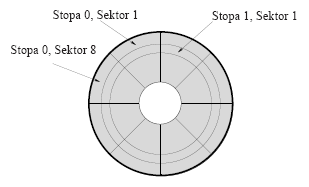 Stopa 0, Sektor 1
Stopa 1, Sektor 1
Stopa 0, Sektor 8